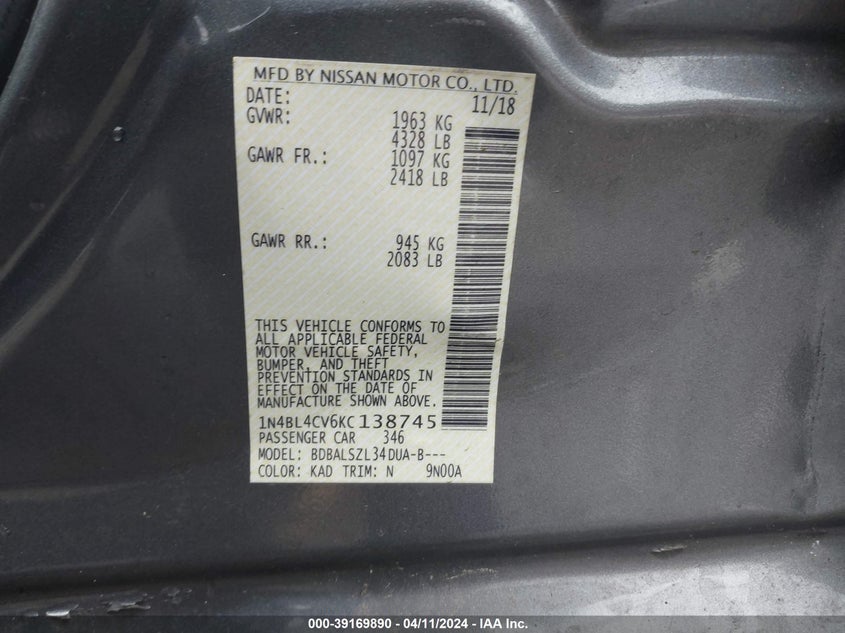 MFD BY NISSAN MOTOR CO., LTD.
DATE: 11/18
GVWR: 1963 KG
4328 LB
GAWR FR.: 1097 KG
2418 LB
GAWR RR.: 945 KG
2083 LB
THIS VEHICLE CONFORMS TO
ALL APPLICABLE FEDERAL
MOTOR VEHICLE SAFETY,
BUMPER, AND THEFT
PREVENTION STANDARDS IN
EFFECT ON THE DATE OF
MANUFACTURE SHOWN ABOVE.
1N4BL4CV6KC138745
PASSENGER CAR 346
MODEL: BDBALSZL34DUA-B---
COLOR: KAD TRIM: N 9N00A
000-39169890 - 04/11/2024 - IAA Inc.